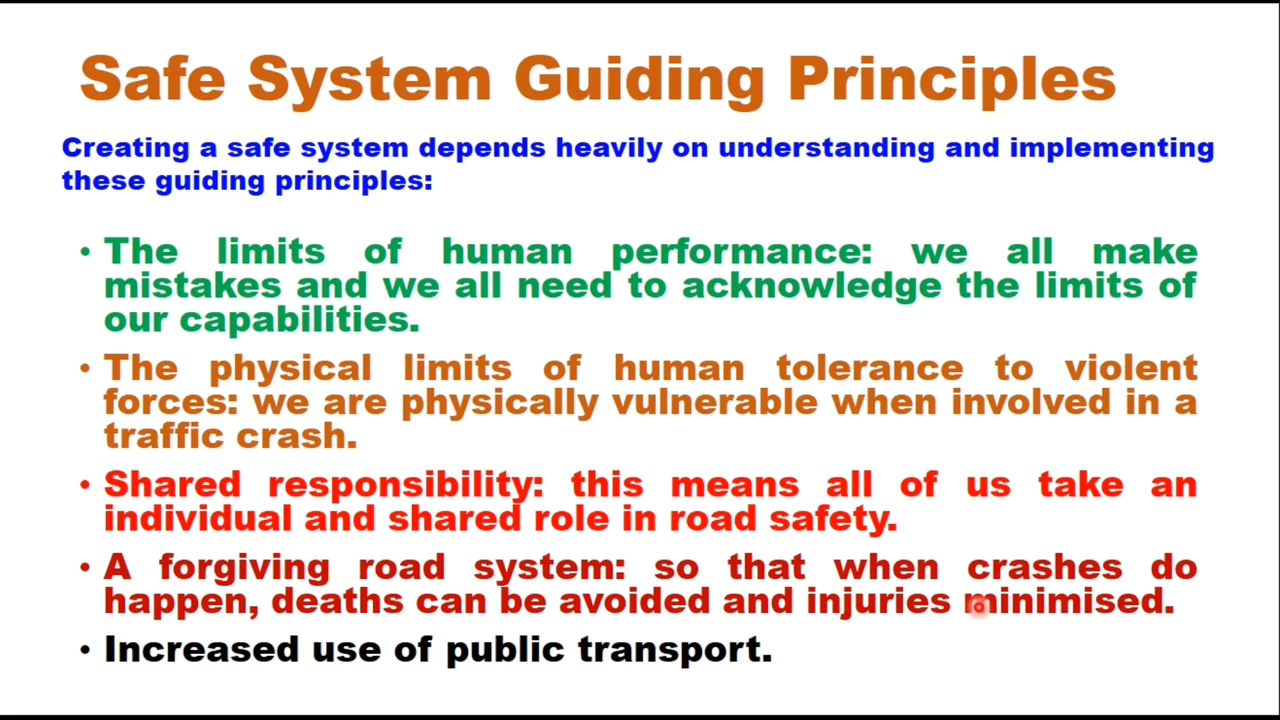 Safe System Guiding Principles
Creating a safe system depends heavily on understanding and implementing
these guiding principles:
• The limits of human performance: we all make
mistakes and we all need to acknowledge the limits of
our capabilities.
• The physical limits of human tolerance to violent
forces: we are physically vulnerable when involved in a
traffic crash.
• Shared responsibility: this means all of us take an
individual and shared role in road safety.
• A forgiving road system: so that when crashes do
happen, deaths can be avoided and injuries minimised.
• Increased use of public transport.